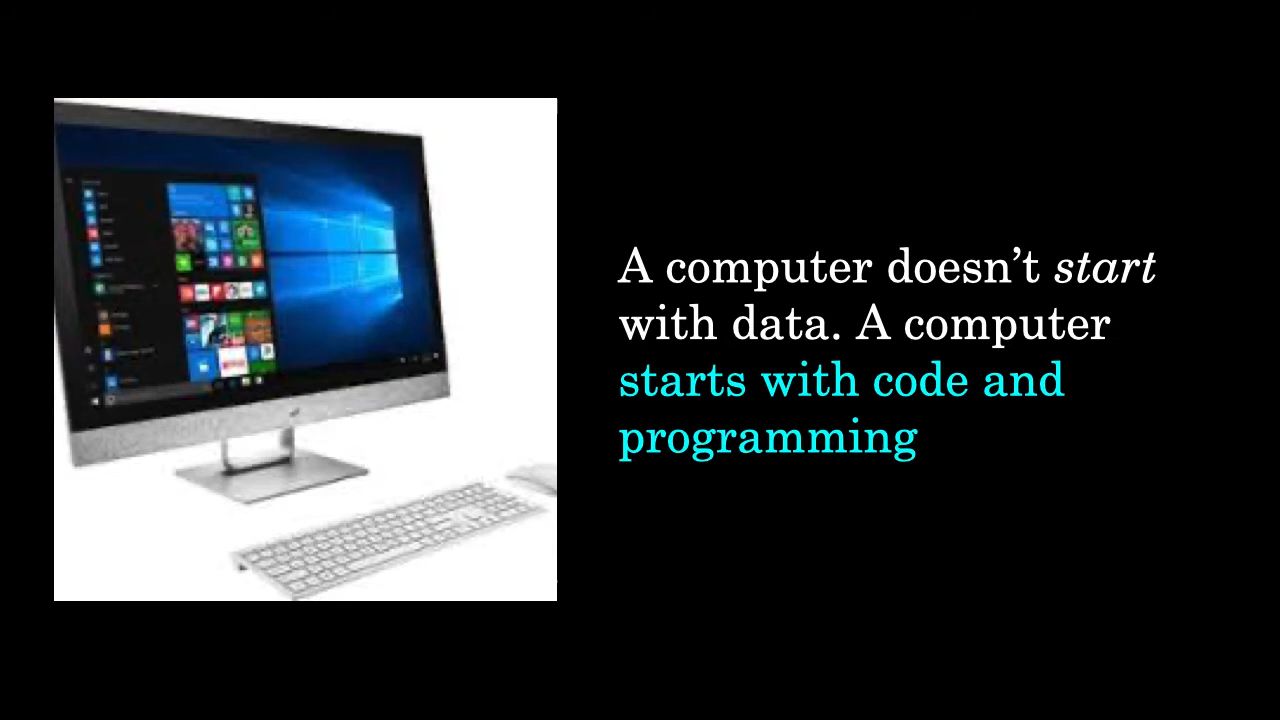 A computer doesn’t start
with data. A computer
starts with code and
programming